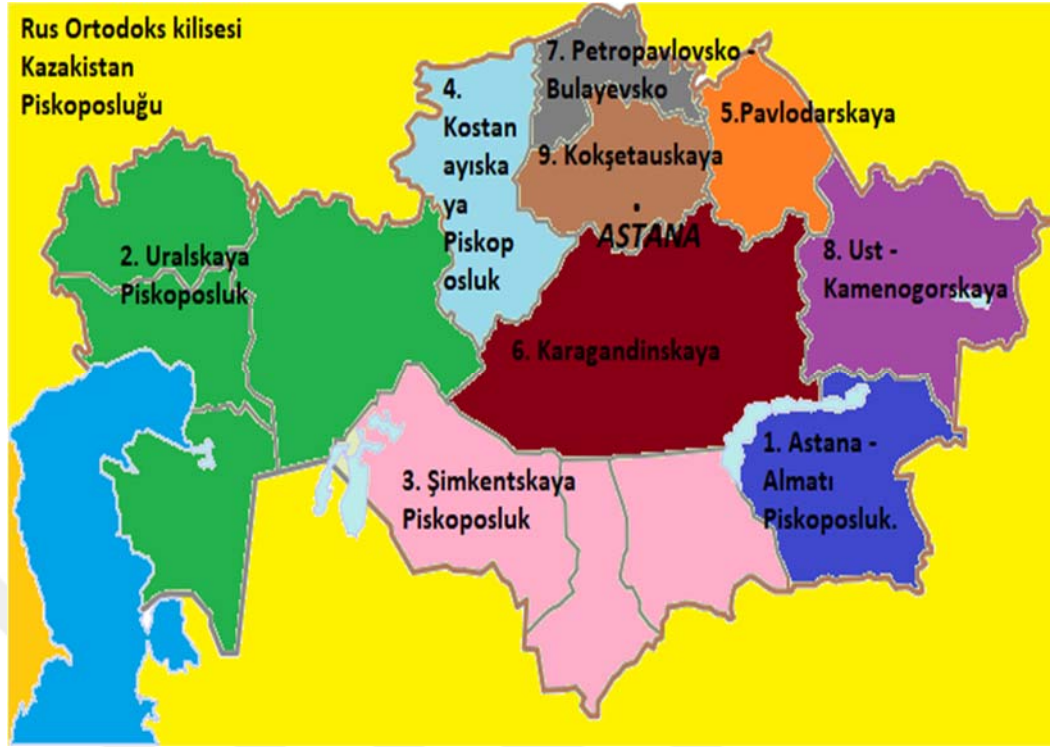 Rus Ortodoks kilisesi
Kazakistan
Piskoposluğu
7. Petropavlovsko -
Bulayevsko
4.
Kostan
ayıska
ya
Piskop
osluk
5.Pavlodarskaya
9. Kokşetauskaya
ASTANA
2. Uralskaya
Piskoposluk
8. Ust -
Kamenogorskaya
6. Karagandinskaya
1. Astana -
Almatı
Piskoposluk.
3. Şimkentskaya
Piskoposluk